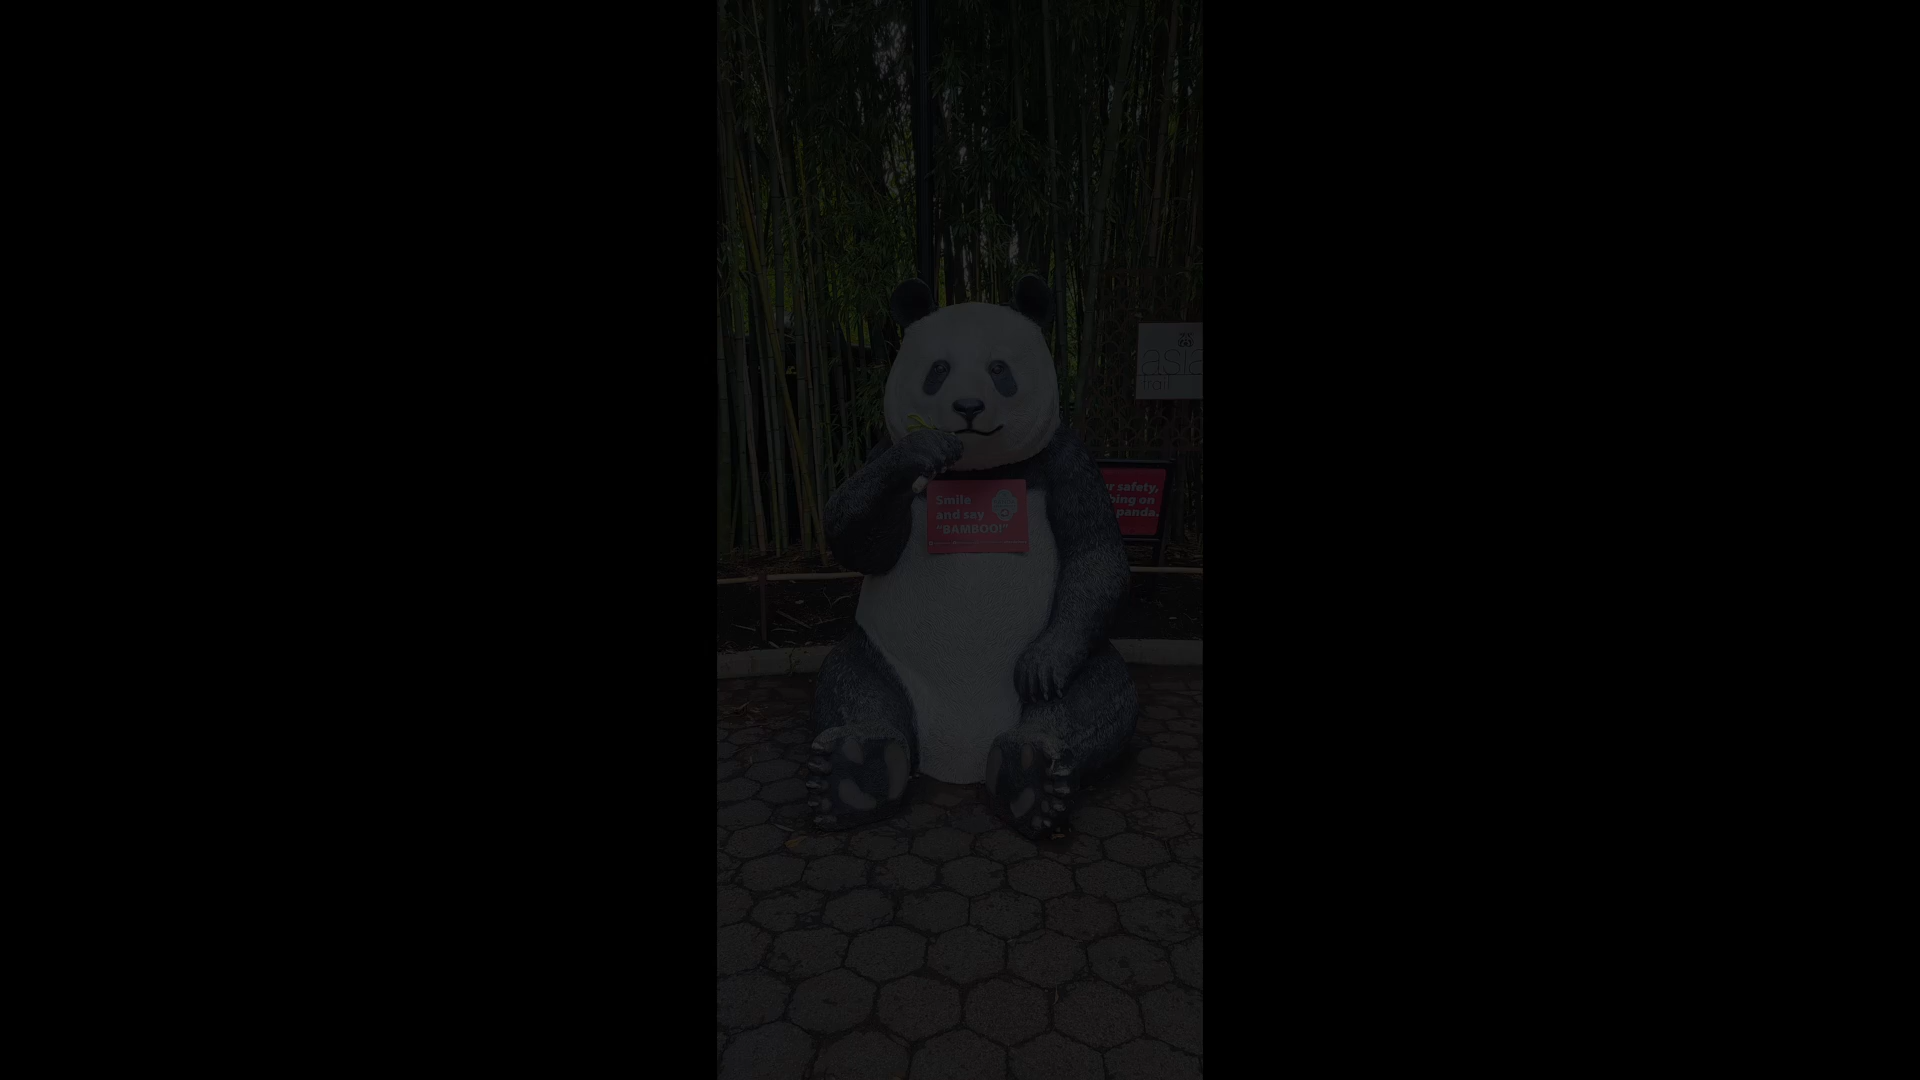 asia
trail
Smile
and say
"BAMBOO!"
r safety,
bing on
panda.